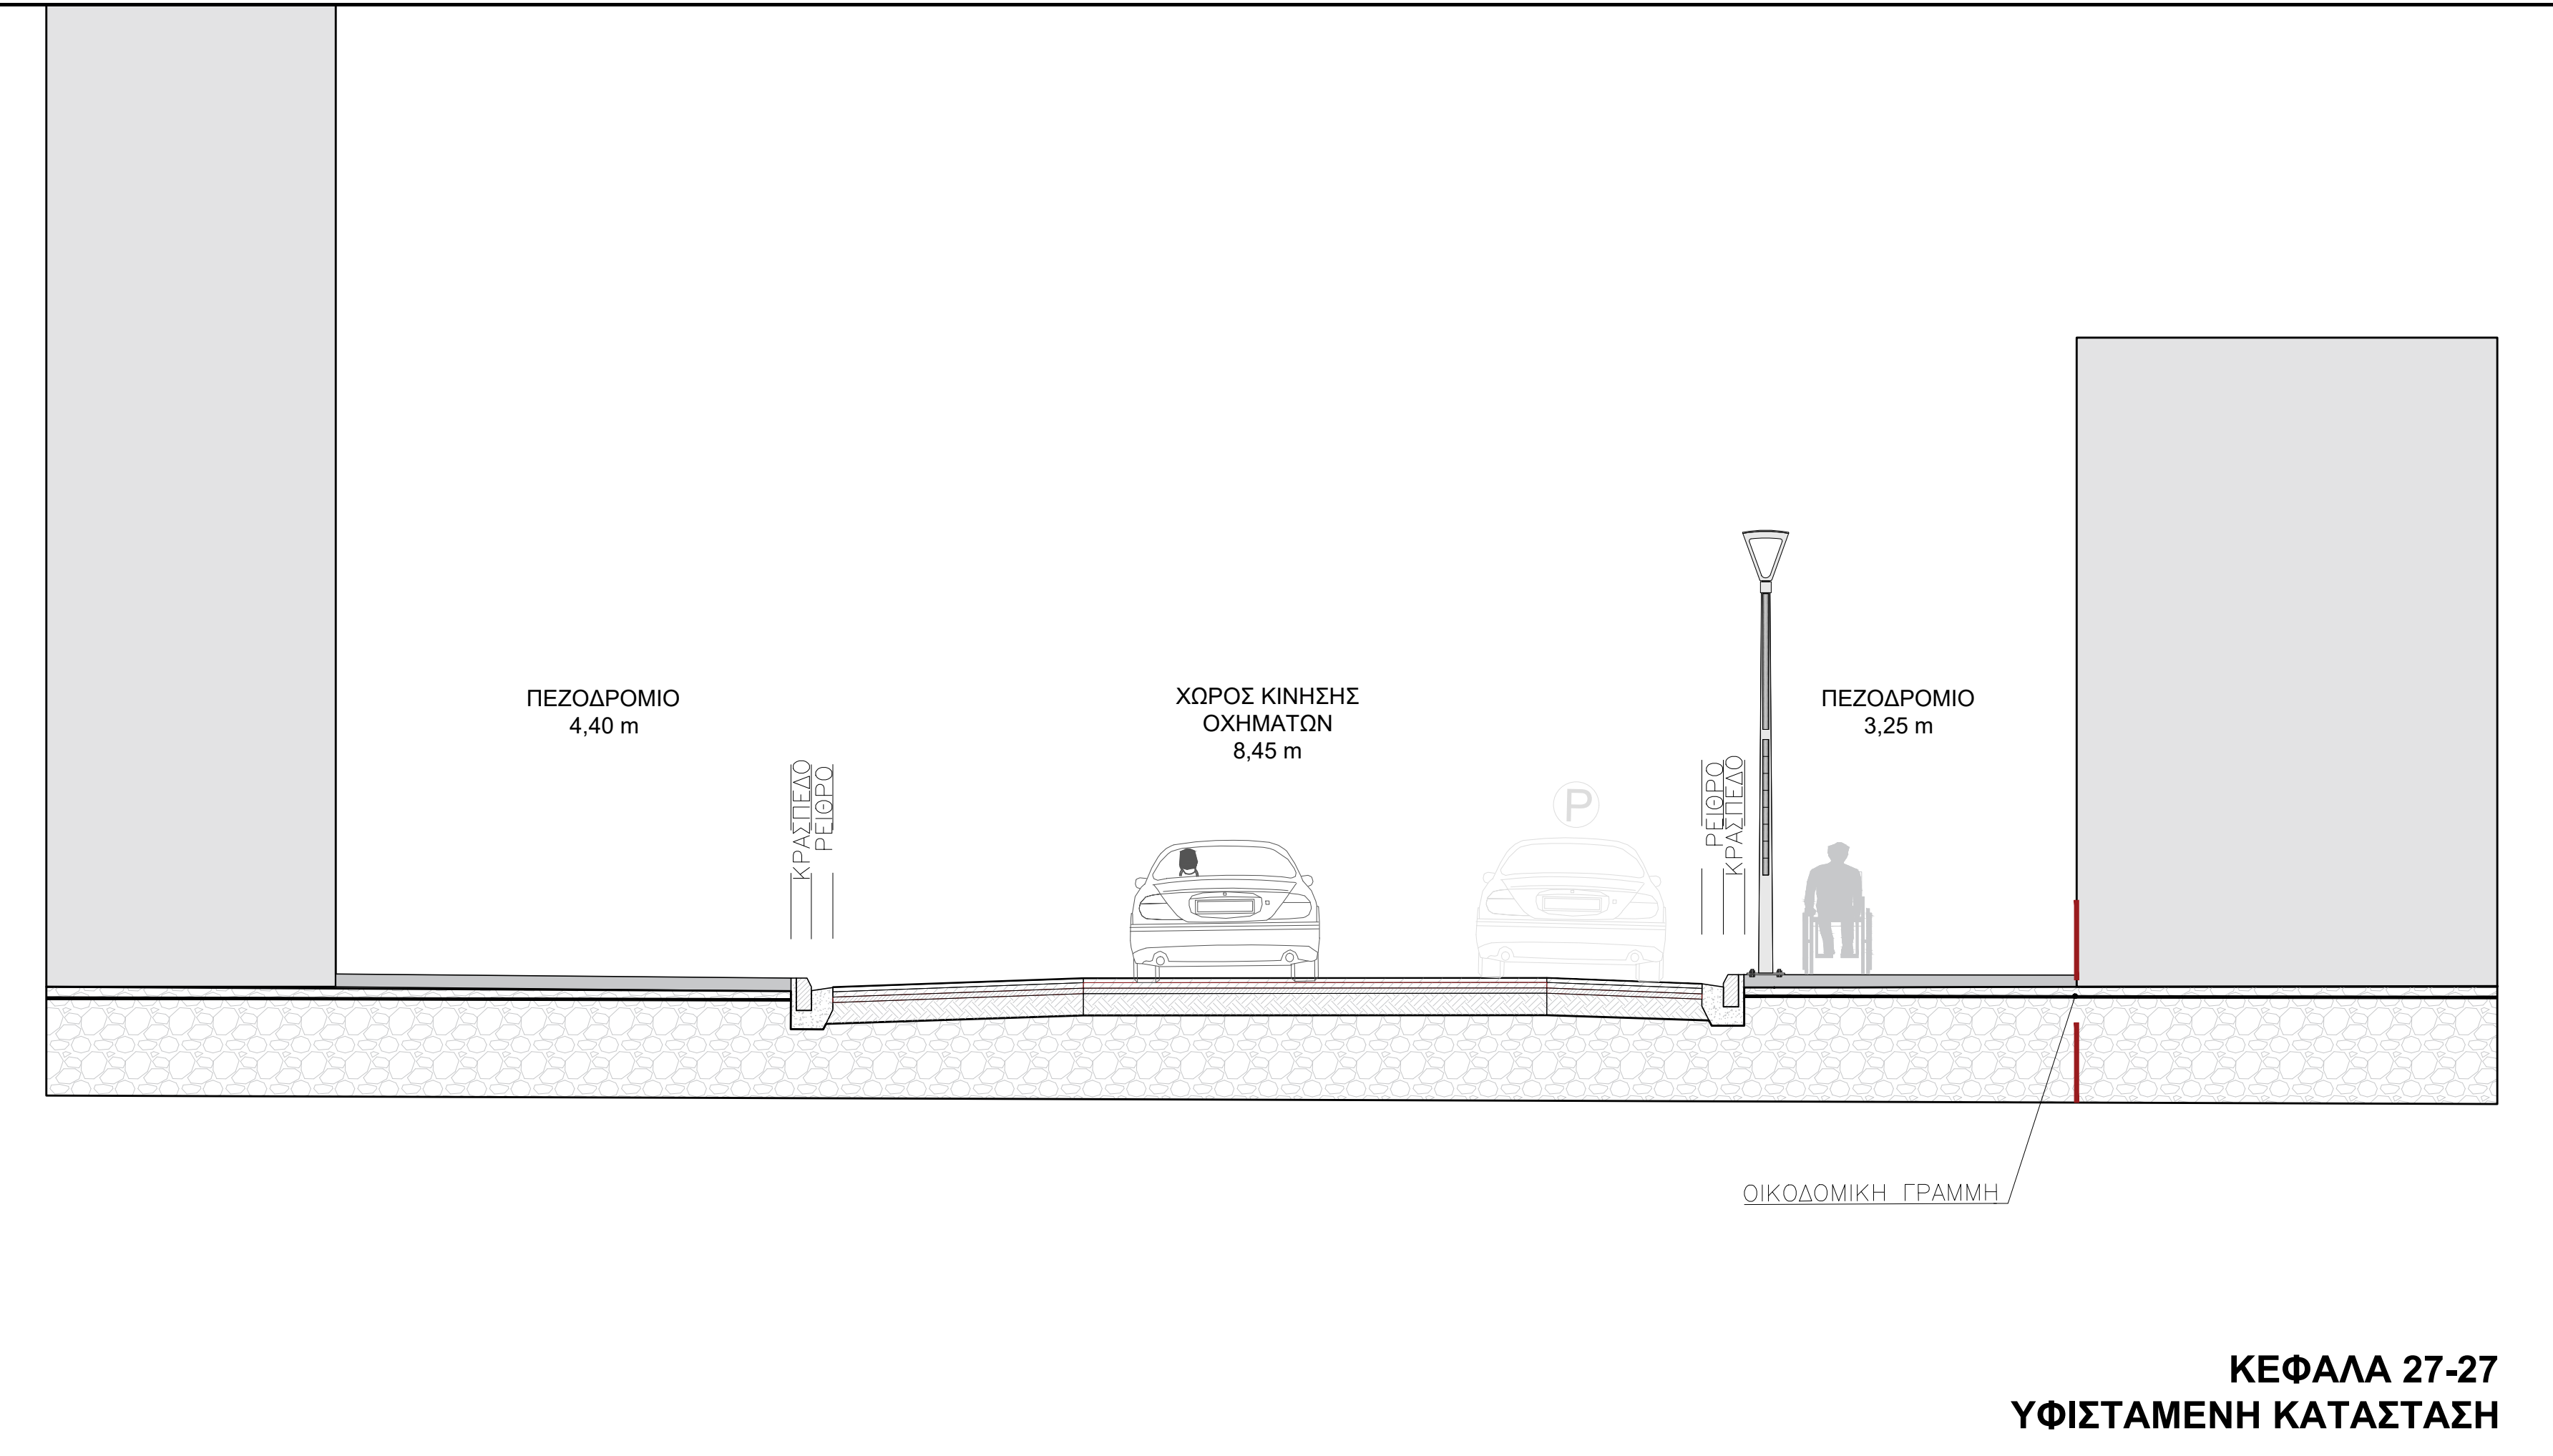 ΠΕΖΟΔΡΟΜΙΟ
4,40 m
ΧΩΡΟΣ ΚΙΝΗΣΗΣ
ΟΧΗΜΑΤΩΝ
8,45 m
ΠΕΖΟΔΡΟΜΙΟ
3,25 m
ΚΡΑΣΠΕΔΟ
ΡΕΙΘΡΟ
P
ΡΕΙΘΡΟ
ΚΡΑΣΠΕΔΟ
ΟΙΚΟΔΟΜΙΚΗ ΓΡΑΜΜΗ
ΚΕΦΑΛΑ 27-27
ΥΦΙΣΤΑΜΕΝΗ ΚΑΤΑΣΤΑΣΗ